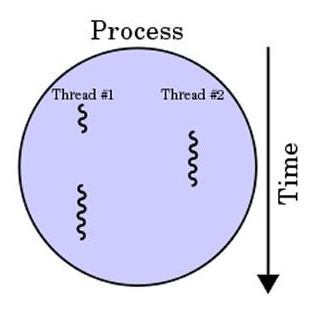 Process
Thread #1
Thread #2
Time